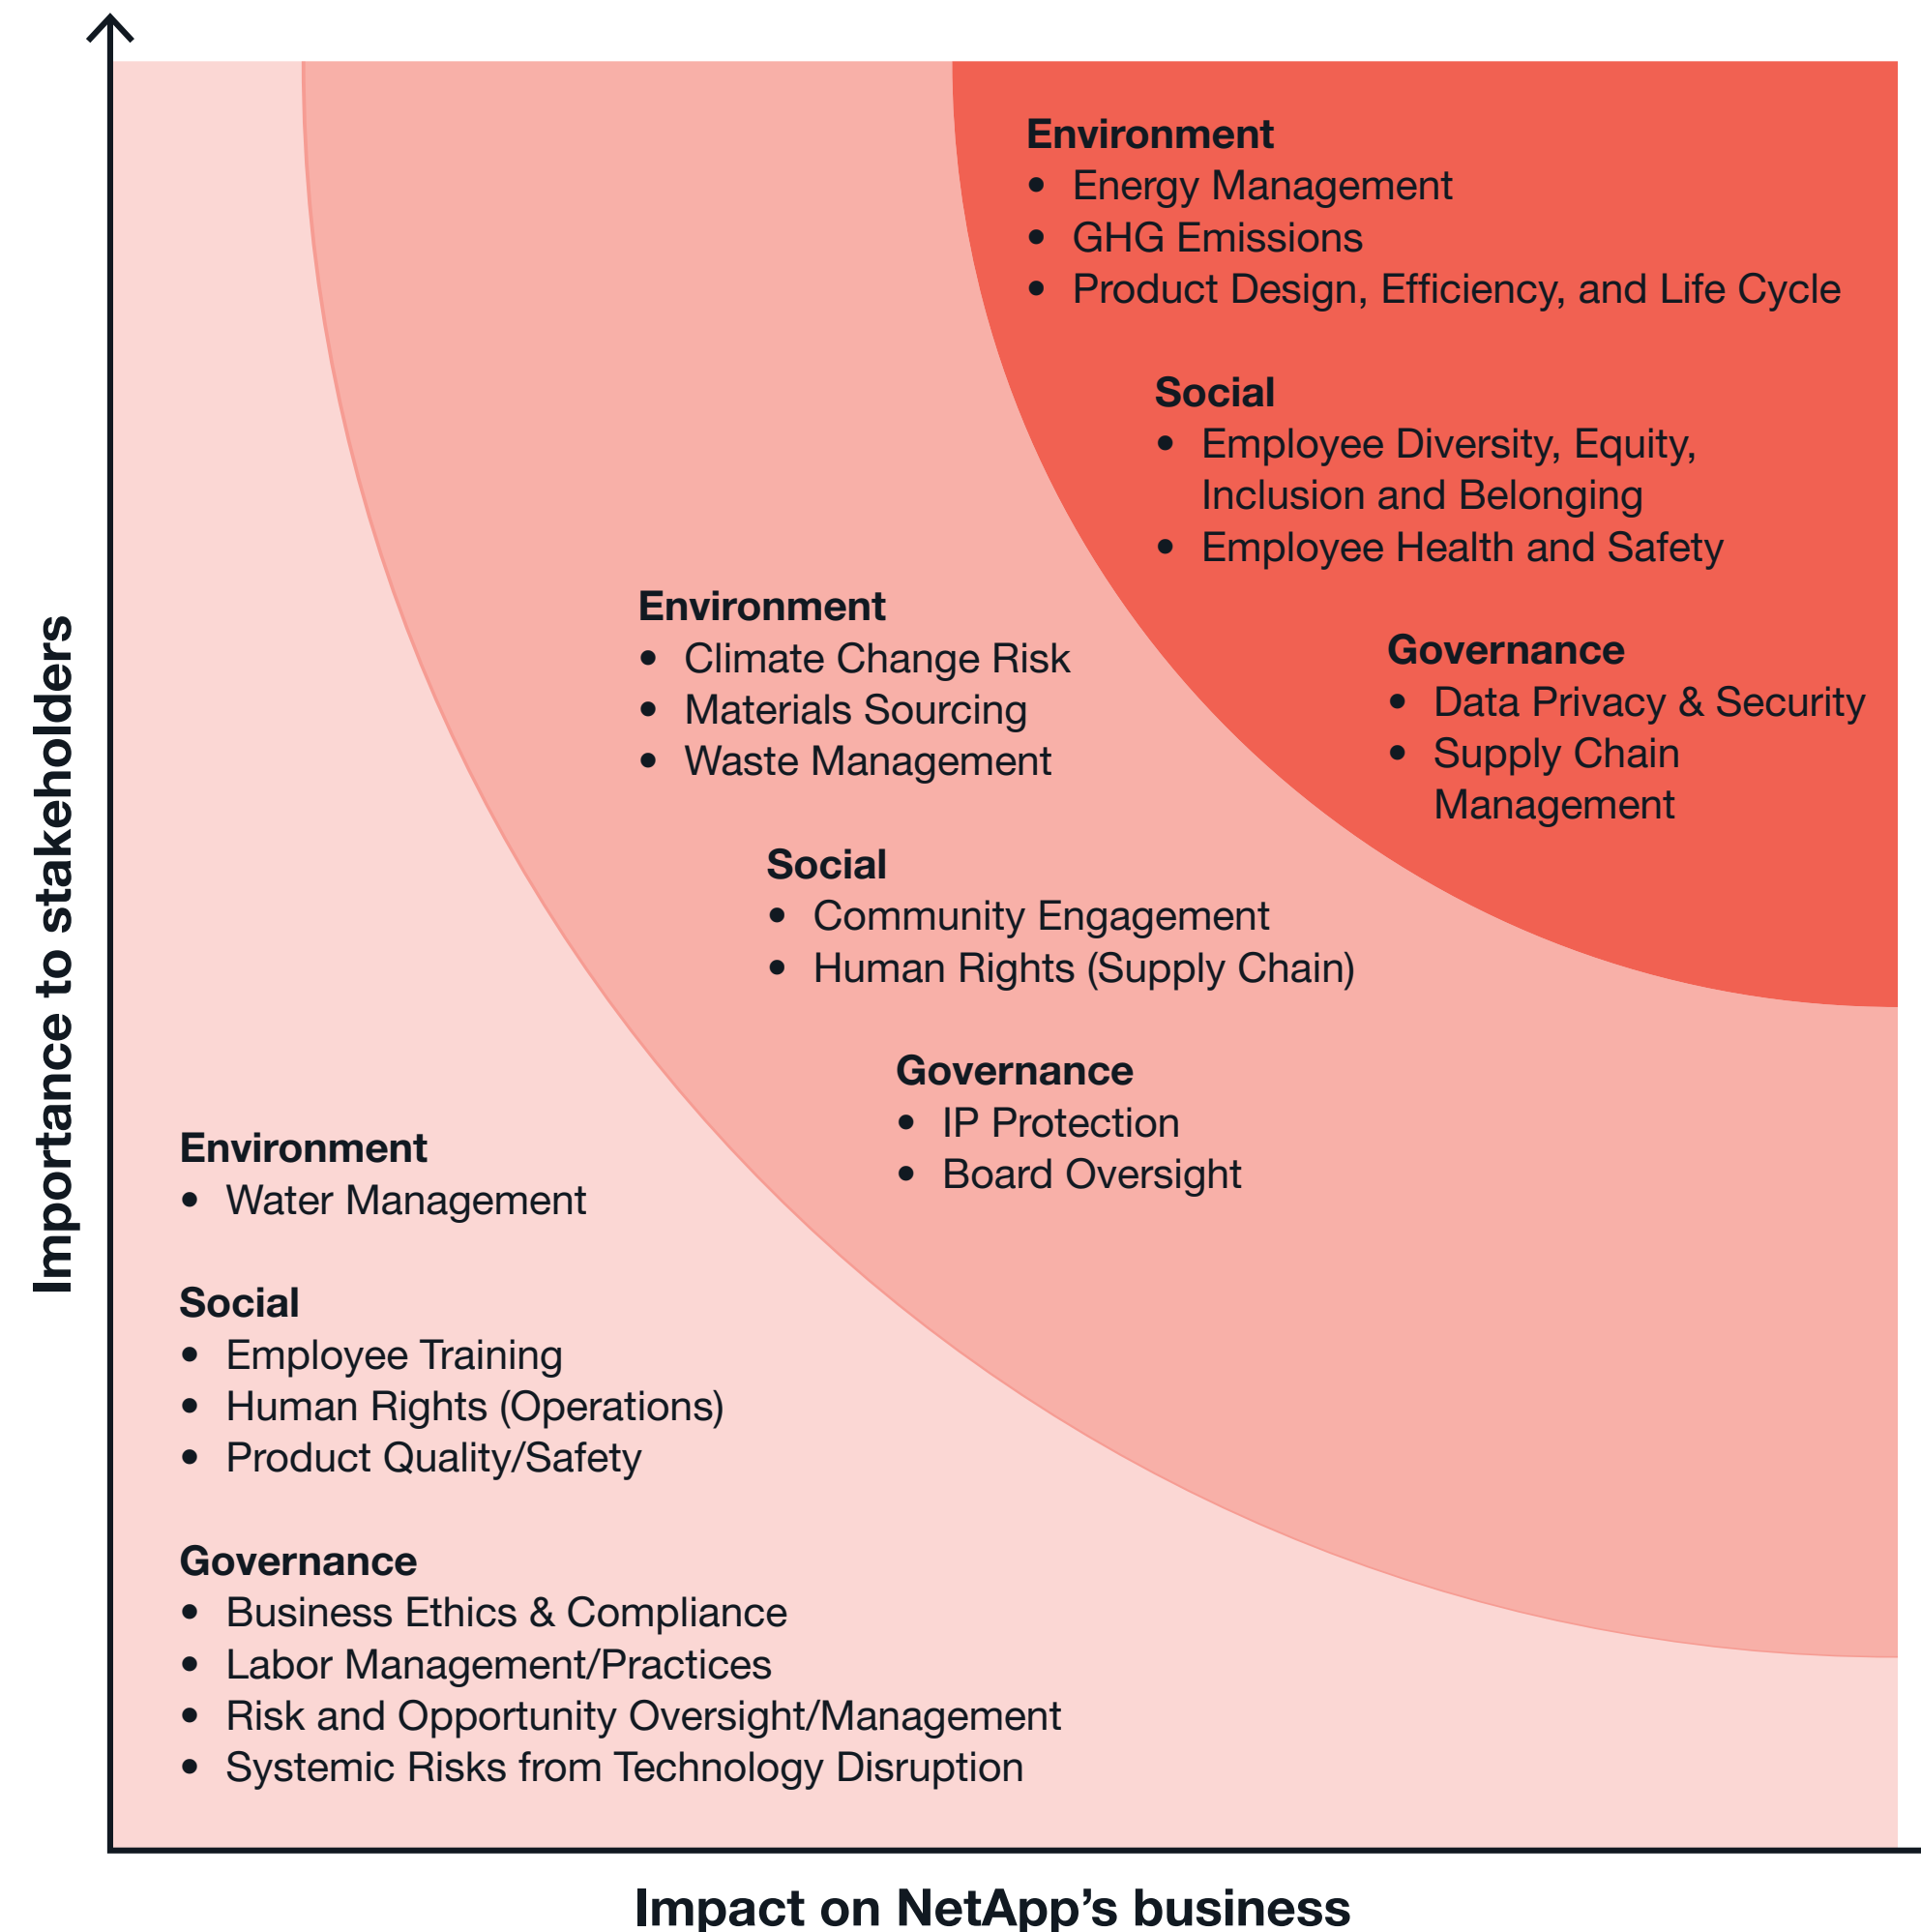 Importance to stakeholders
Environment
• Energy Management
• GHG Emissions
• Product Design, Efficiency, and Life Cycle
Social
• Employee Diversity, Equity,
Inclusion and Belonging
• Employee Health and Safety
Governance
• Data Privacy & Security
• Supply Chain
Management
Environment
• Climate Change Risk
• Materials Sourcing
• Waste Management
Social
• Community Engagement
• Human Rights (Supply Chain)
Governance
• IP Protection
• Board Oversight
Environment
• Water Management
Social
• Employee Training
• Human Rights (Operations)
• Product Quality/Safety
Governance
• Business Ethics & Compliance
• Labor Management/Practices
• Risk and Opportunity Oversight/Management
• Systemic Risks from Technology Disruption
Impact on NetApp’s business